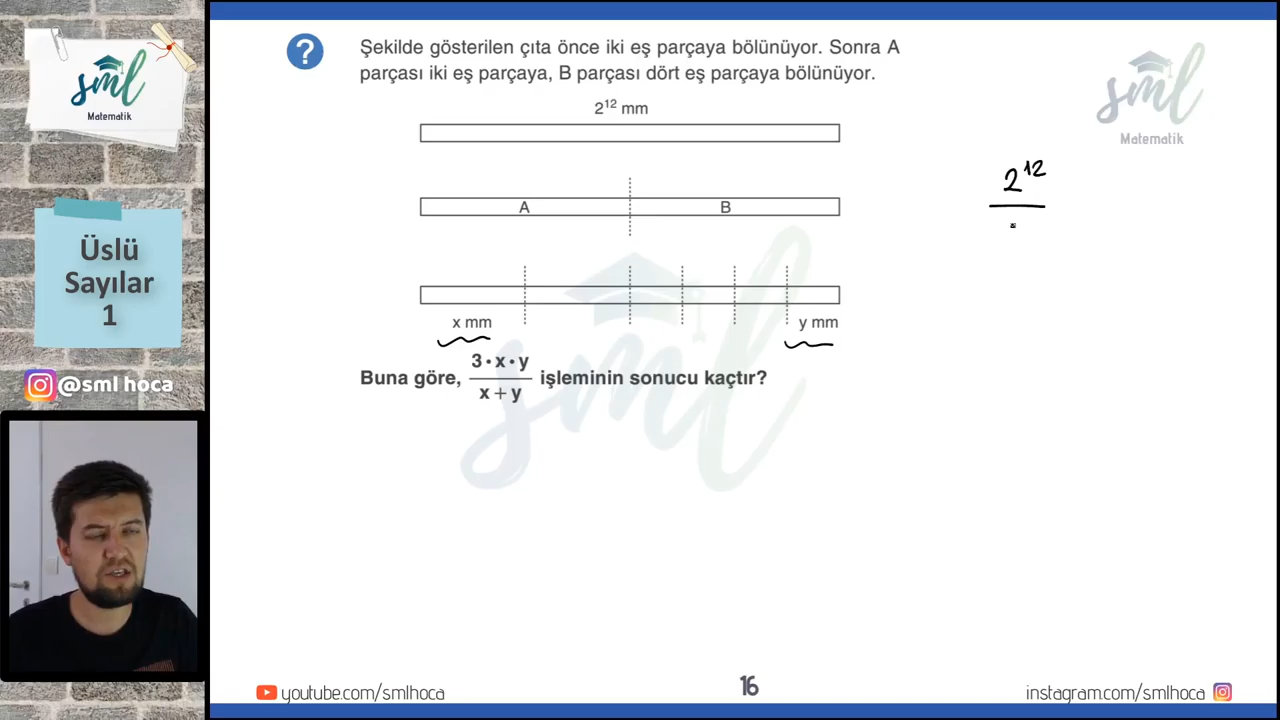 sml
Matematik
Üslü
Sayılar
1
@sml hoca
Şekilde gösterilen çıta önce iki eş parçaya bölünüyor. Sonra A
parçası iki eş parçaya, B parçası dört eş parçaya bölünüyor.
2¹² mm
A B
x mm y mm
Buna göre, 3·x·y / x + y işleminin sonucu kaçtır?
sml
Matematik
2¹²
sml
youtube.com/smlhoca
16
instagram.com/smlhoca